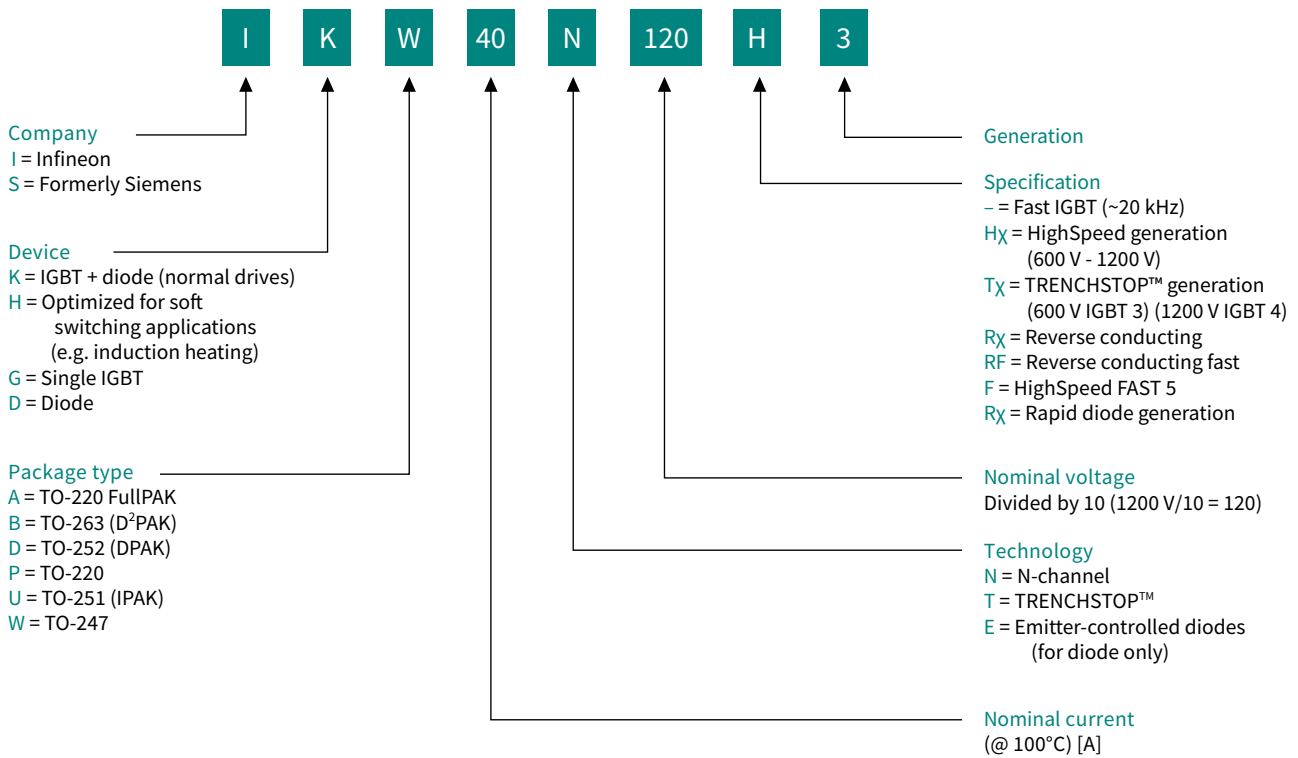 I K W 40 N 120 H 3
Company
I = Infineon
S = Formerly Siemens
Device
K = IGBT + diode (normal drives)
H = Optimized for soft
switching applications
(e.g. induction heating)
G = Single IGBT
D = Diode
Package type
A = TO-220 FullPAK
B = TO-263 (D²PAK)
D = TO-252 (DPAK)
P = TO-220
U = TO-251 (IPAK)
W = TO-247
Generation
Specification
– = Fast IGBT (~20 kHz)
Hχ = HighSpeed generation
(600 V - 1200 V)
Tχ = TRENCHSTOP™ generation
(600 V IGBT 3) (1200 V IGBT 4)
Rχ = Reverse conducting
RF = Reverse conducting fast
F = HighSpeed FAST 5
Rχ = Rapid diode generation
Nominal voltage
Divided by 10 (1200 V/10 = 120)
Technology
N = N-channel
T = TRENCHSTOP™
E = Emitter-controlled diodes
(for diode only)
Nominal current
(@ 100°C) [A]